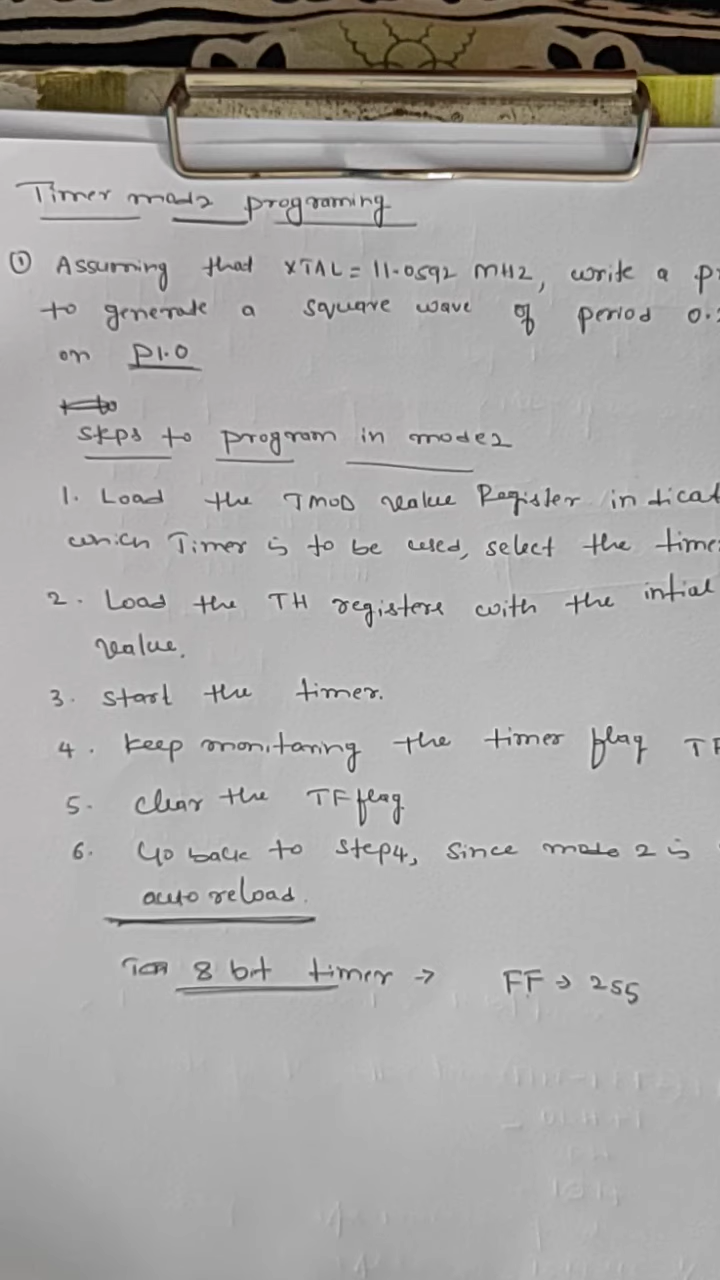 Timer mod2 programing
① Assuming that XTAL = 11.0592 MHZ, write a p
to generate a square wave of period 0.
on P1.0
steps to program in mode2
1. Load the TMOD value Register indicat
which Timer is to be used, select the time
2. Load the TH registers with the intial
value.
3. start the timer.
4. keep monitaring the timer flag TF
5. clear the TF flag.
6. Go back to step4, since mode 2 is
auto reload.
8 bit timer → FF → 255